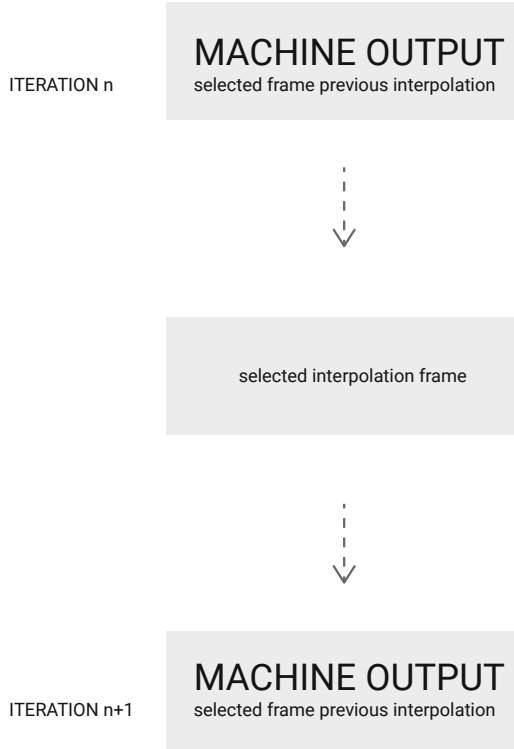 MACHINE OUTPUT
ITERATION n
selected frame previous interpolation
selected interpolation frame
MACHINE OUTPUT
ITERATION n+1
selected frame previous interpolation